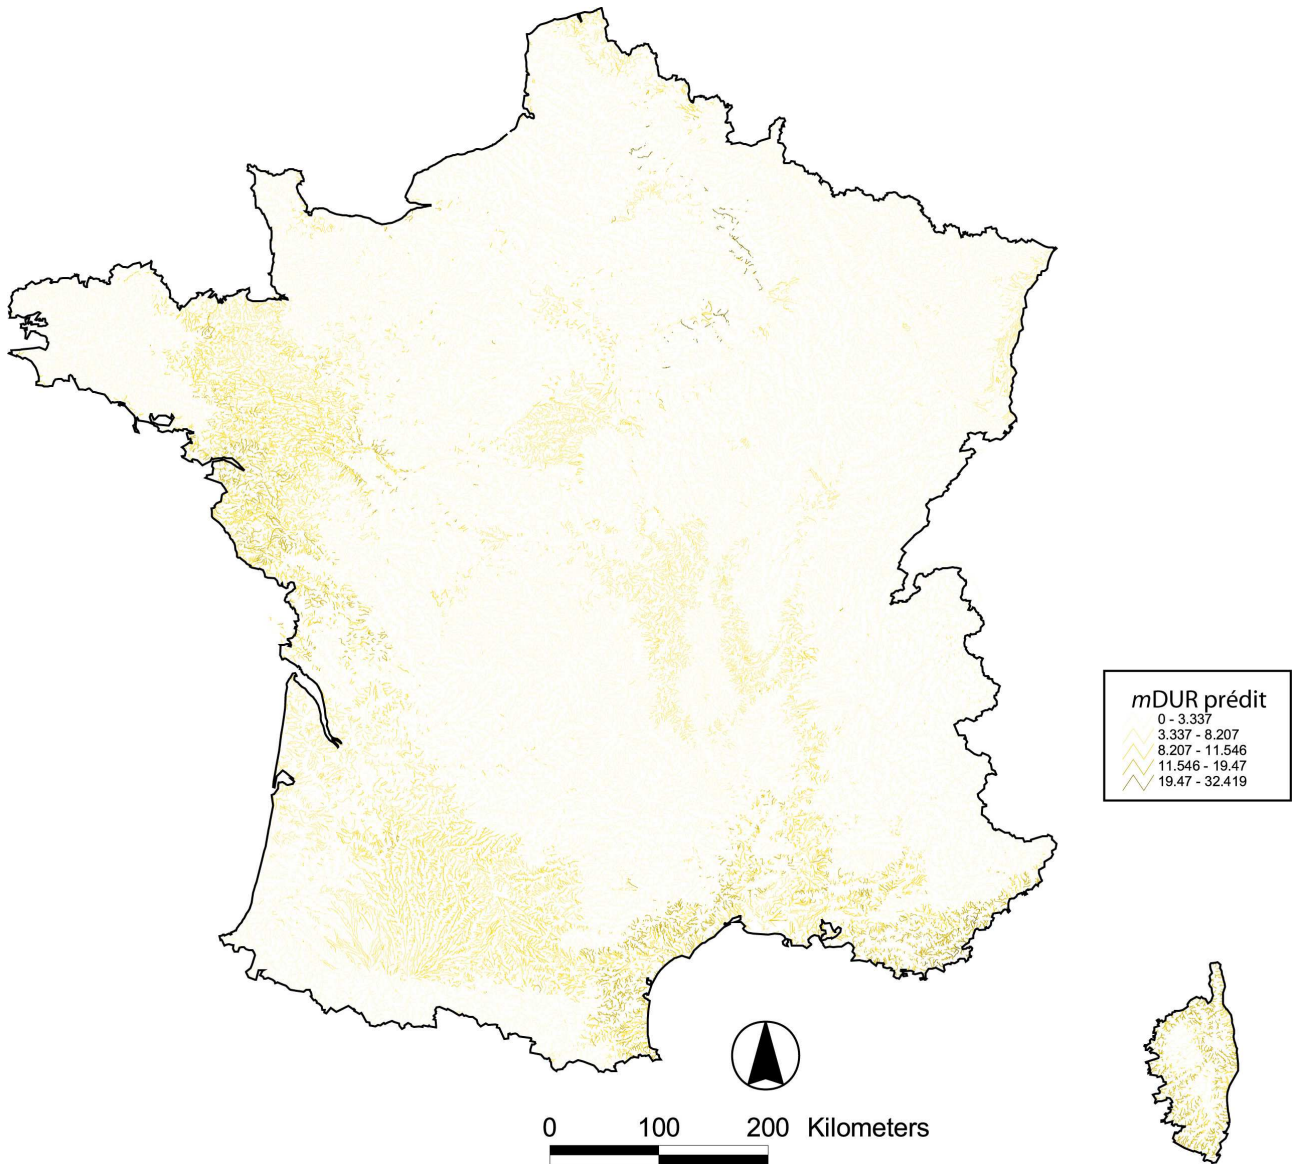 mDUR prédit
0 - 3.337
3.337 - 8.207
8.207 - 11.546
11.546 - 19.47
19.47 - 32.419
0 100 200 Kilometers